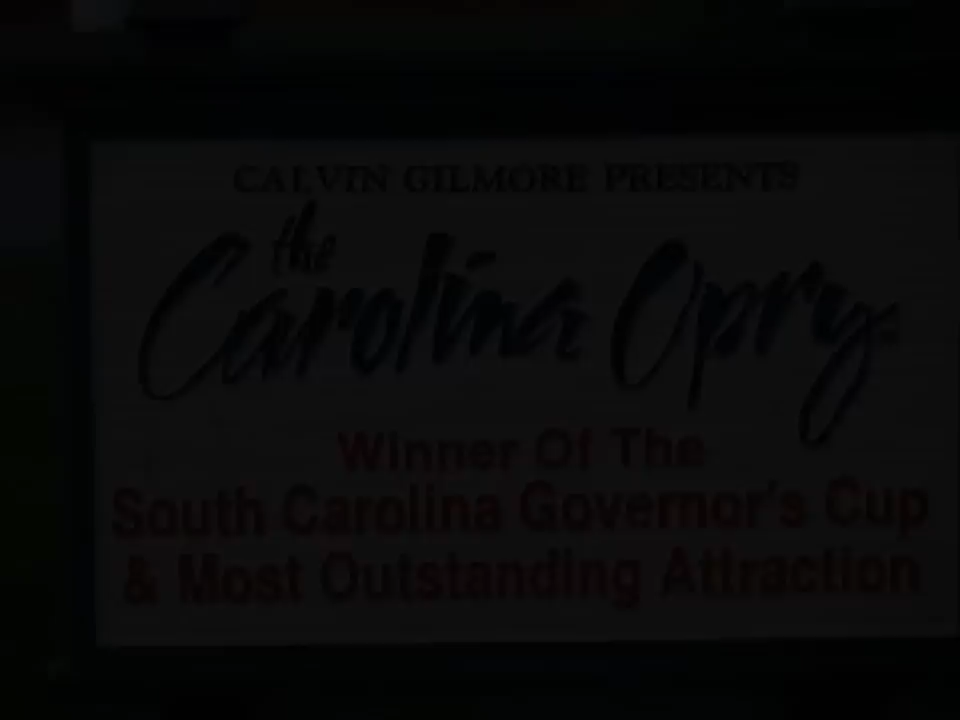 CALVIN GILMORE PRESENTS
the
Carolina Opry
Winner Of The
South Carolina Governor's Cup
& Most Outstanding Attraction